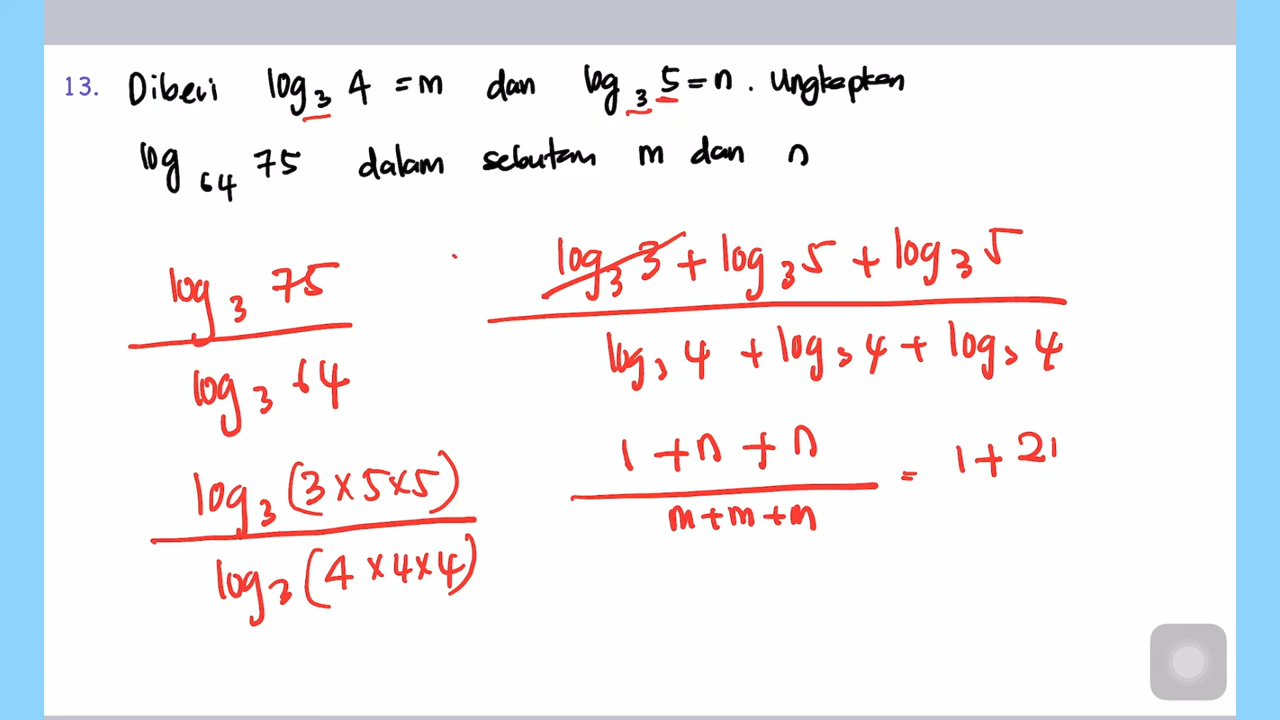 13. Diberi log₃ 4 = m dan log₃ 5 = n. Ungkapkan
log₆₄ 75 dalam sebutan m dan n
log₃ 75
log₃ 64
log₃ (3 × 5 × 5)
log₃ (4 × 4 × 4)
log₃ 3 + log₃ 5 + log₃ 5
log₃ 4 + log₃ 4 + log₃ 4
1 + n + n = 1 + 2
m + m + m